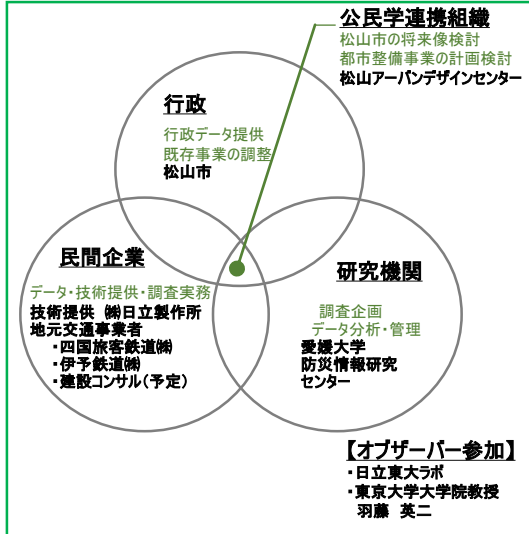 公民学連携組織
松山市の将来像検討
都市整備事業の計画検討
松山アーバンデザインセンター
行政
行政データ提供
既存事業の調整
松山市
民間企業
データ・技術提供・調査実務
技術提供 ㈱日立製作所
地元交通事業者
・四国旅客鉄道㈱
・伊予鉄道㈱
・建設コンサル(予定)
研究機関
調査企画
データ分析・管理
愛媛大学
防災情報研究
センター
【オブザーバー参加】
・日立東大ラボ
・東京大学大学院教授
羽藤 英二